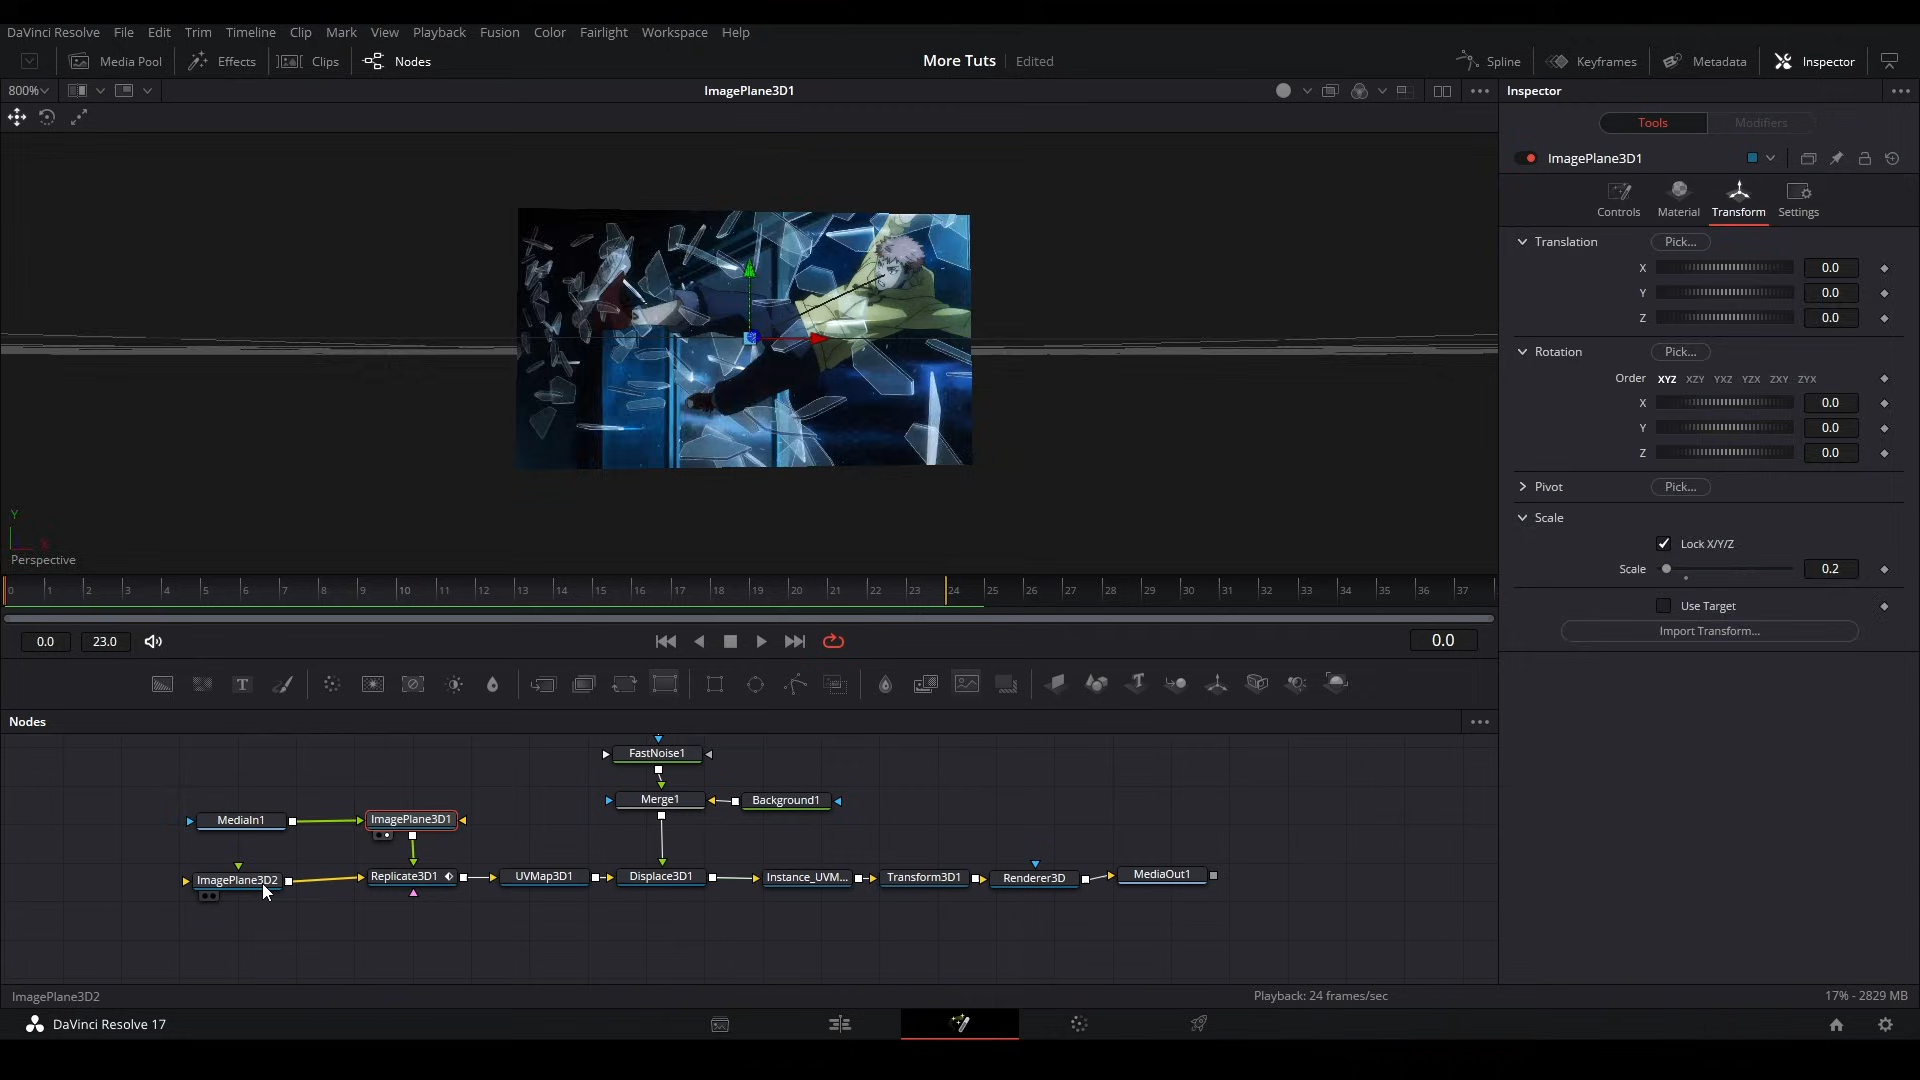 DaVinci Resolve File Edit Trim Timeline Clip Mark View Playback Fusion Color Fairlight Workspace Help
Media Pool Effects Clips Nodes More Tuts Edited Spline Keyframes Metadata Inspector
800% ImagePlane3D1 Inspector
Tools Modifiers
ImagePlane3D1
Controls Material Transform Settings
Translation Pick...
X 0.0
Y 0.0
Z 0.0
Rotation Pick...
Order XYZ XZY YXZ YZX ZXY ZYX
X 0.0
Y 0.0
Z 0.0
Pivot Pick...
Scale
Lock X/Y/Z
Scale 0.2
Use Target
Import Transform...
Y
X
Perspective
0 1 2 3 4 5 6 7 8 9 10 11 12 13 14 15 16 17 18 19 20 21 22 23 24 25 26 27 28 29 30 31 32 33 34 35 36 37
0.0 23.0 0.0
Nodes
FastNoise1
Merge1 Background1
MediaIn1 ImagePlane3D1
ImagePlane3D2 Replicate3D1 UVMap3D1 Displace3D1 Instance_UVM... Transform3D1 Renderer3D MediaOut1
ImagePlane3D2 Playback: 24 frames/sec 17% - 2829 MB
DaVinci Resolve 17